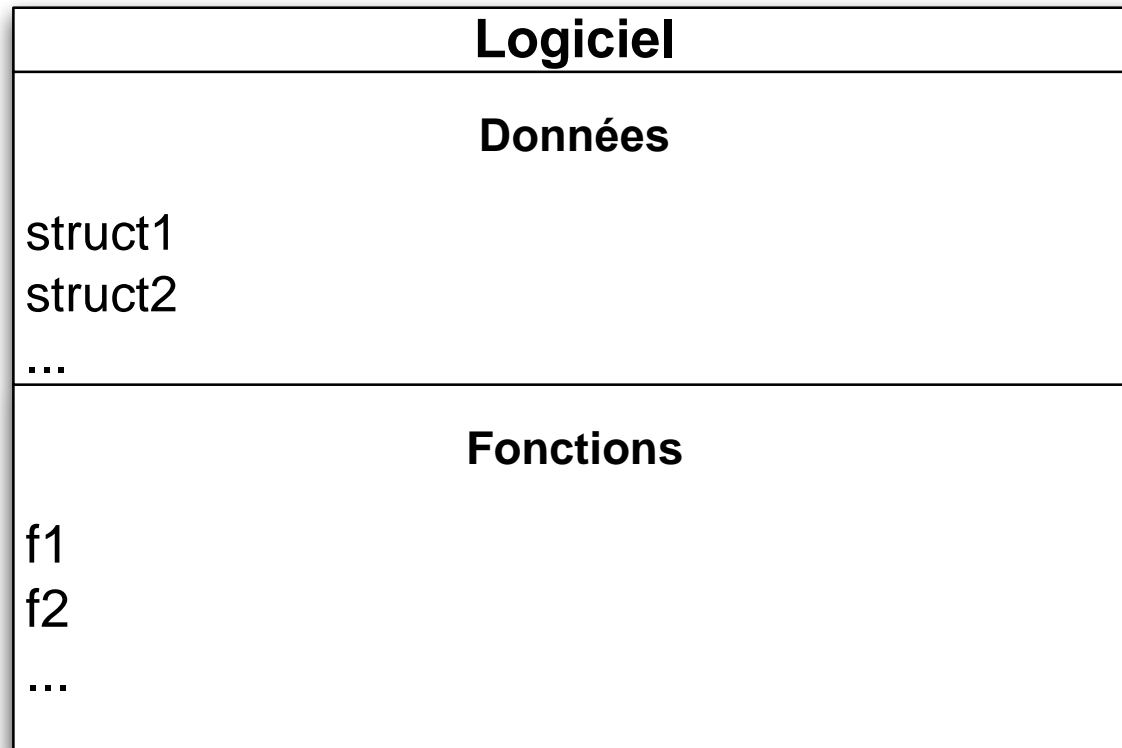 Logiciel
Données
struct1
struct2
...
Fonctions
f1
f2
...